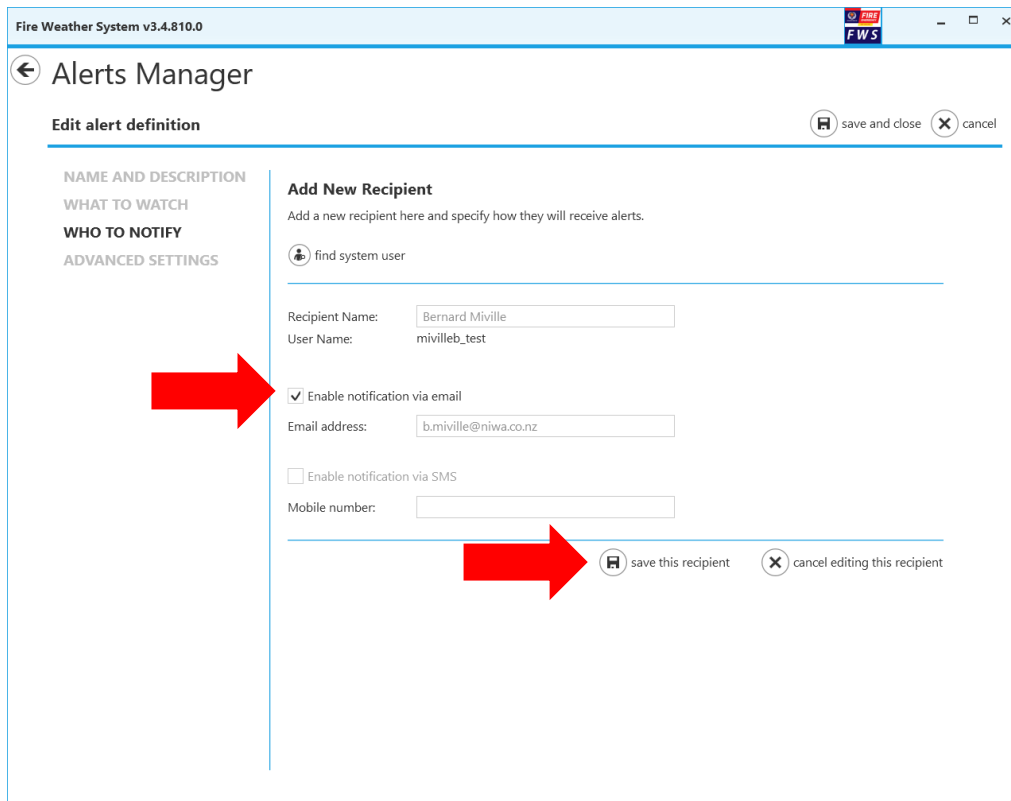 Fire Weather System v3.4.810.0
FIRE
FWS
Alerts Manager
Edit alert definition
save and close
cancel
NAME AND DESCRIPTION
WHAT TO WATCH
WHO TO NOTIFY
ADVANCED SETTINGS
Add New Recipient
Add a new recipient here and specify how they will receive alerts.
find system user
Recipient Name: Bernard Miville
User Name: mivilleb_test
Enable notification via email
Email address: b.miville@niwa.co.nz
Enable notification via SMS
Mobile number:
save this recipient
cancel editing this recipient